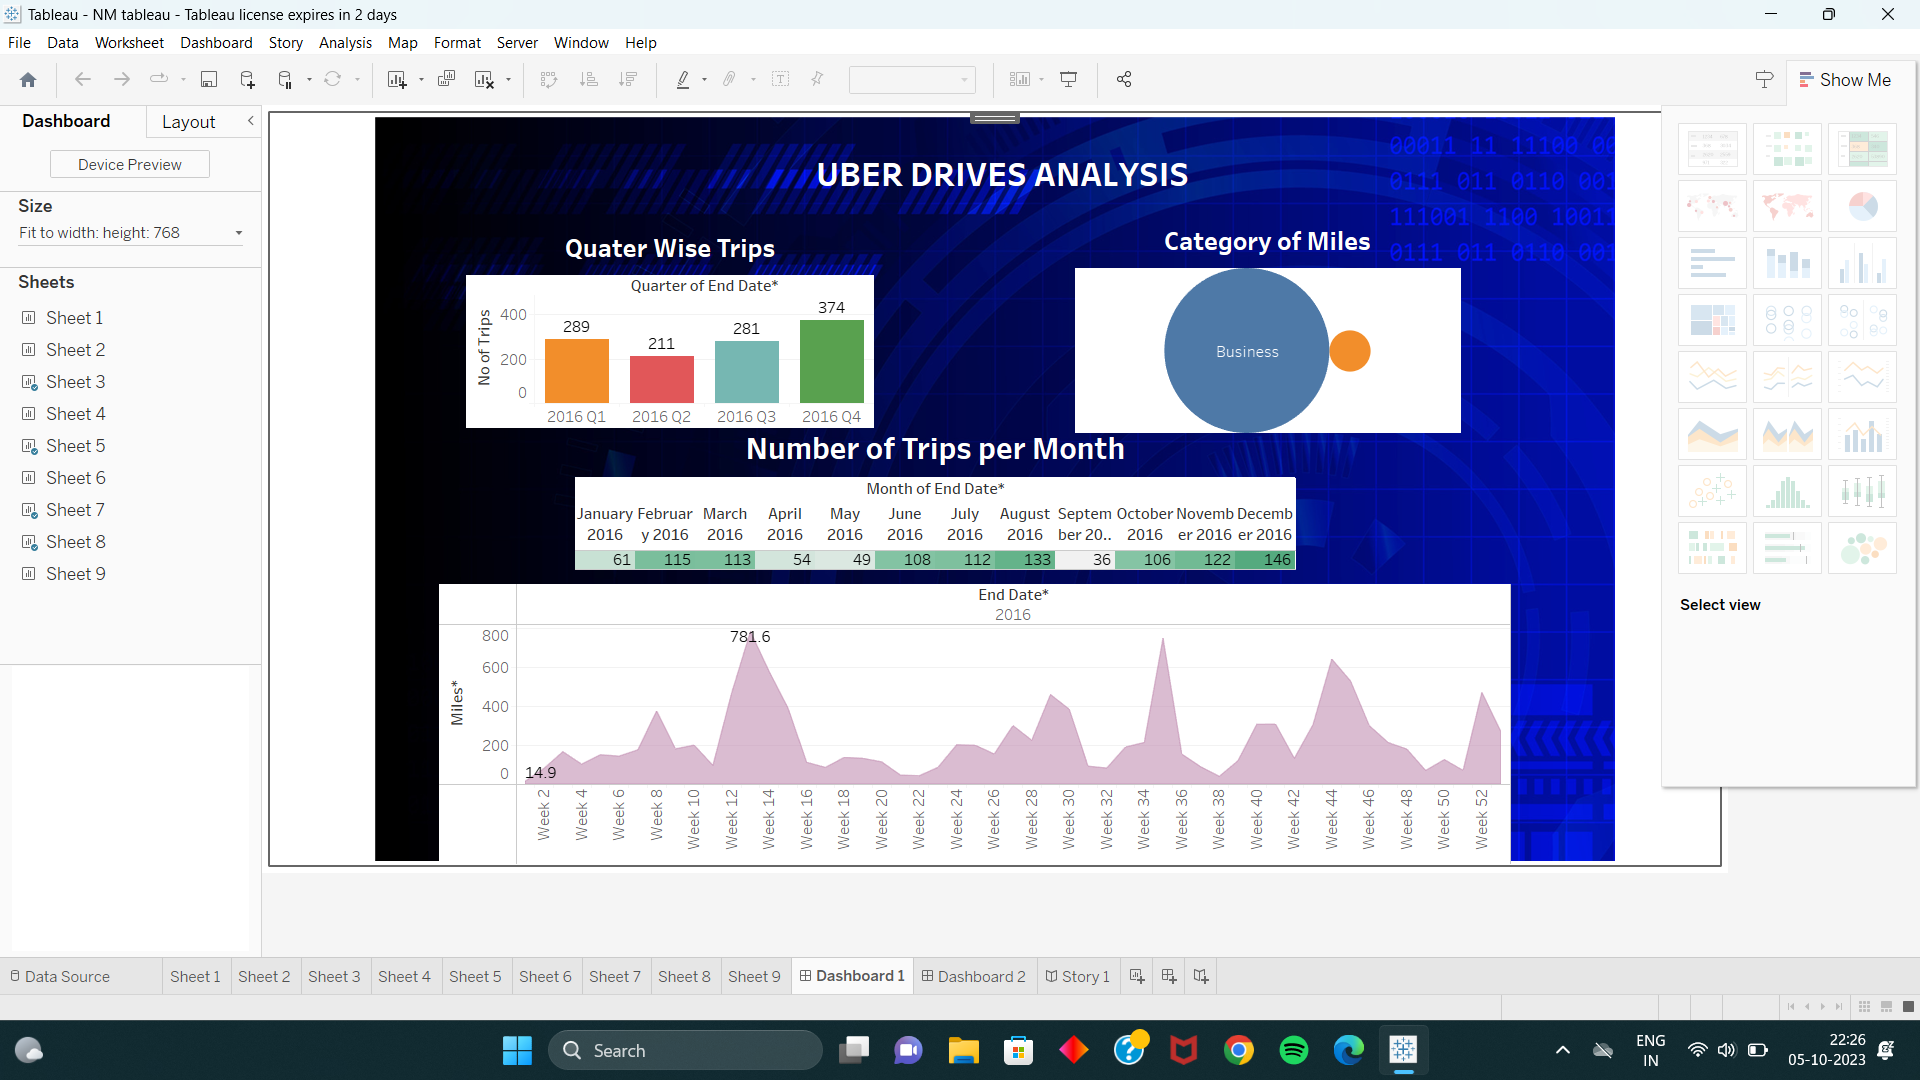 Tableau - NM tableau - Tableau license expires in 2 days
File Data Worksheet Dashboard Story Analysis Map Format Server Window Help
Show Me
Dashboard Layout
Device Preview
Size
Fit to width: height: 768
Sheets
Sheet 1
Sheet 2
Sheet 3
Sheet 4
Sheet 5
Sheet 6
Sheet 7
Sheet 8
Sheet 9
00011 11 11100
0111 011 0110 001
111001 1100 10011
0111 011 0110 001
UBER DRIVES ANALYSIS
Quater Wise Trips
Quarter of End Date*
No of Trips
400
200
0
289 211 281 374
2016 Q1 2016 Q2 2016 Q3 2016 Q4
Category of Miles
Business
Number of Trips per Month
Month of End Date*
January Februar March April May June July August Septem October Novemb Decemb
2016 y 2016 2016 2016 2016 2016 2016 2016 ber 20.. 2016 er 2016 er 2016
61 115 113 54 49 108 112 133 36 106 122 146
End Date*
2016
Miles*
800
600
400
200
0
781.6
14.9
Week 2 Week 4 Week 6 Week 8 Week 10 Week 12 Week 14 Week 16 Week 18 Week 20 Week 22 Week 24 Week 26 Week 28 Week 30 Week 32 Week 34 Week 36 Week 38 Week 40 Week 42 Week 44 Week 46 Week 48 Week 50 Week 52
Select view
Data Source Sheet 1 Sheet 2 Sheet 3 Sheet 4 Sheet 5 Sheet 6 Sheet 7 Sheet 8 Sheet 9 Dashboard 1 Dashboard 2 Story 1
Search
ENG
IN
22:26
05-10-2023